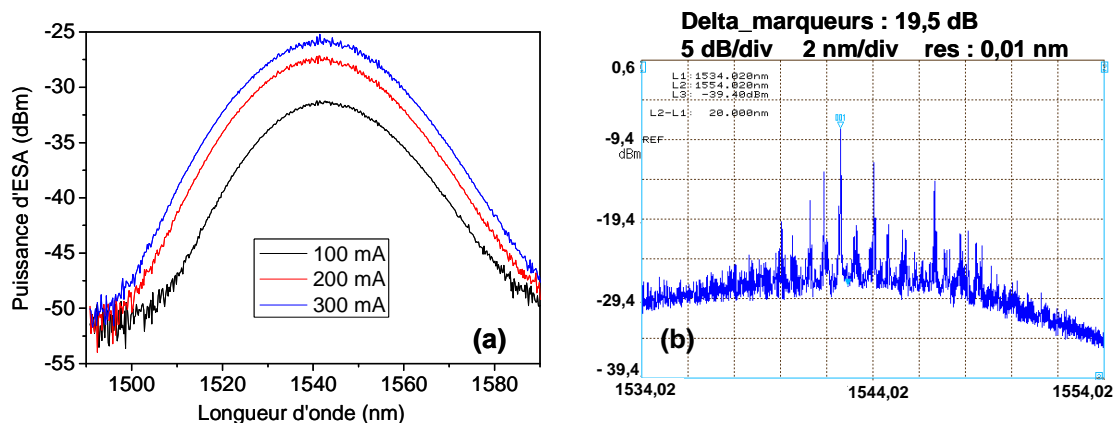 -25
-30
-35
-40
-45
-50
-55
Puissance d'ESA (dBm)
100 mA
200 mA
300 mA
(a)
1500 1520 1540 1560 1580
Longueur d'onde (nm)
Delta_marqueurs : 19,5 dB
5 dB/div 2 nm/div res : 0,01 nm
0,6
L1:1534.020nm
L2:1554.020nm
L3: -39.40dBm
L2-L1: 20.000nm
001
-9,4
REF
dBm
-19,4
-29,4
(b)
-39,4
1534,02 1544,02 1554,02